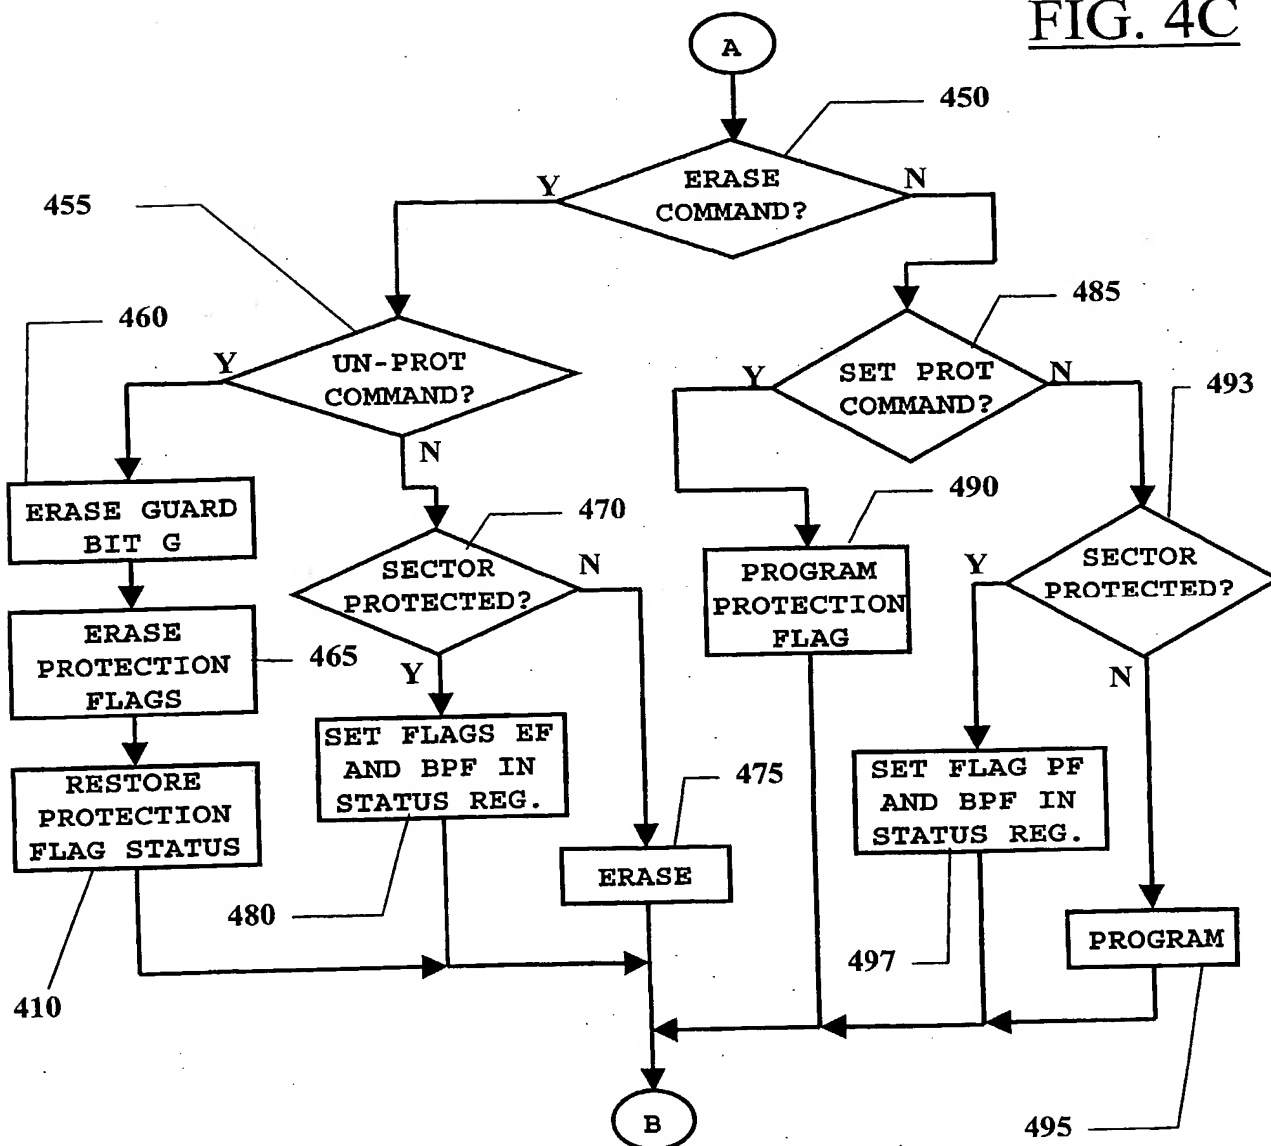 FIG. 4C
A
450
ERASE
COMMAND?
Y
N
455
485
460
UN-PROT
COMMAND?
Y
N
SET PROT
COMMAND?
Y
N
493
ERASE GUARD
BIT G
470
490
SECTOR
PROTECTED?
N
Y
PROGRAM
PROTECTION
FLAG
SECTOR
PROTECTED?
Y
N
ERASE
PROTECTION
FLAGS
465
SET FLAGS EF
AND BPF IN
STATUS REG.
475
SET FLAG PF
AND BPF IN
STATUS REG.
RESTORE
PROTECTION
FLAG STATUS
ERASE
480
PROGRAM
497
410
B
495